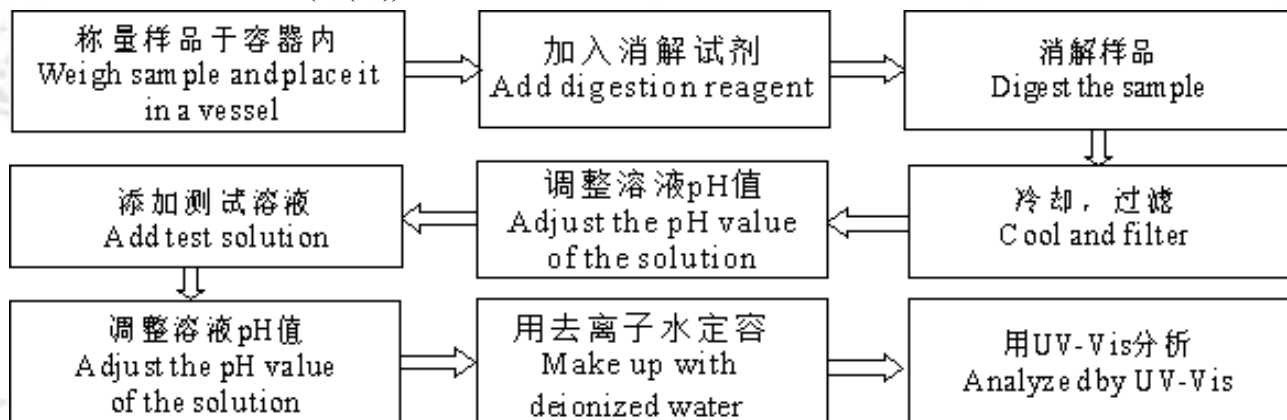 称量样品于容器内
Weigh sample and place it
in a vessel
加入消解试剂
Add digestion reagent
消解样品
Digest the sample
冷却，过滤
Cool and filter
调整溶液pH值
Adjust the pH value
of the solution
添加测试溶液
Add test solution
调整溶液pH值
Adjust the pH value
of the solution
用去离子水定容
Make up with
deionized water
用UV-Vis分析
Analyzed by UV-Vis